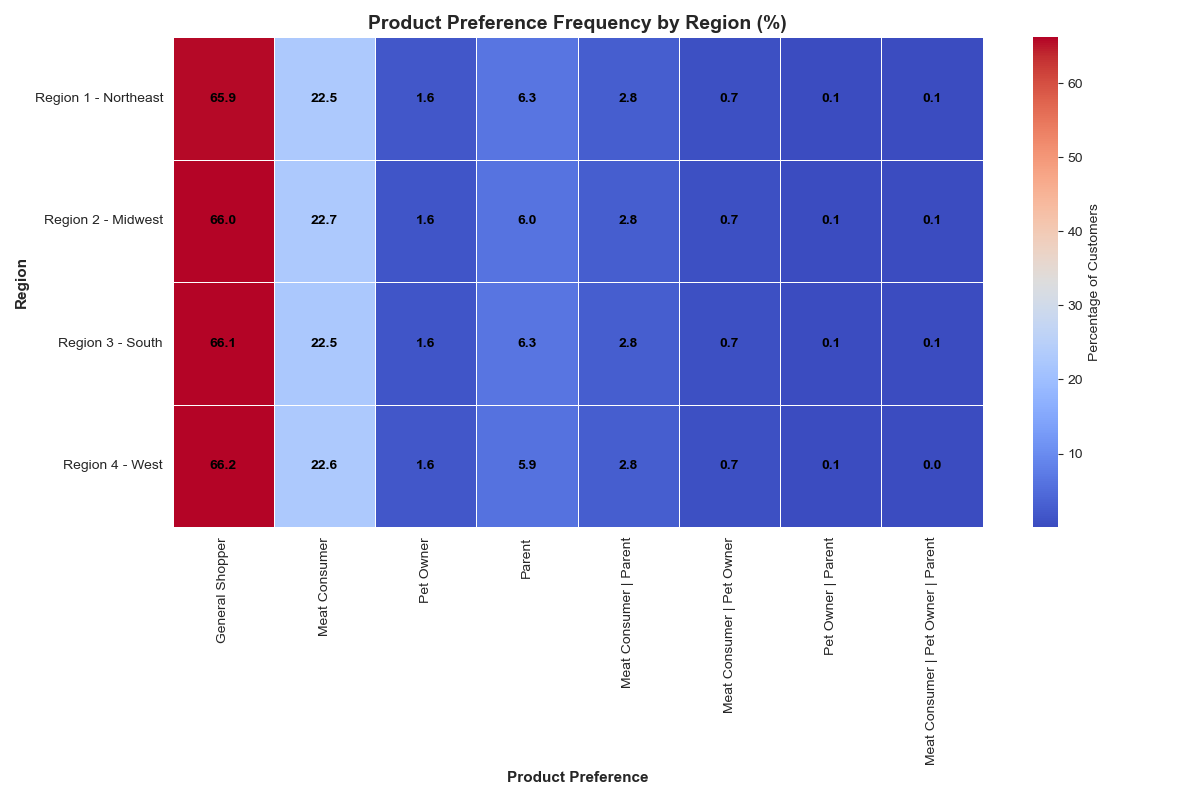 Product Preference Frequency by Region (%)
Region
Region 1 - Northeast 65.9 22.5 1.6 6.3 2.8 0.7 0.1 0.1
Region 2 - Midwest 66.0 22.7 1.6 6.0 2.8 0.7 0.1 0.1
Region 3 - South 66.1 22.5 1.6 6.3 2.8 0.7 0.1 0.1
Region 4 - West 66.2 22.6 1.6 5.9 2.8 0.7 0.1 0.0
General Shopper
Meat Consumer
Pet Owner
Parent
Meat Consumer | Parent
Meat Consumer | Pet Owner
Pet Owner | Parent
Meat Consumer | Pet Owner | Parent
Product Preference
60
50
40
30
20
10
Percentage of Customers